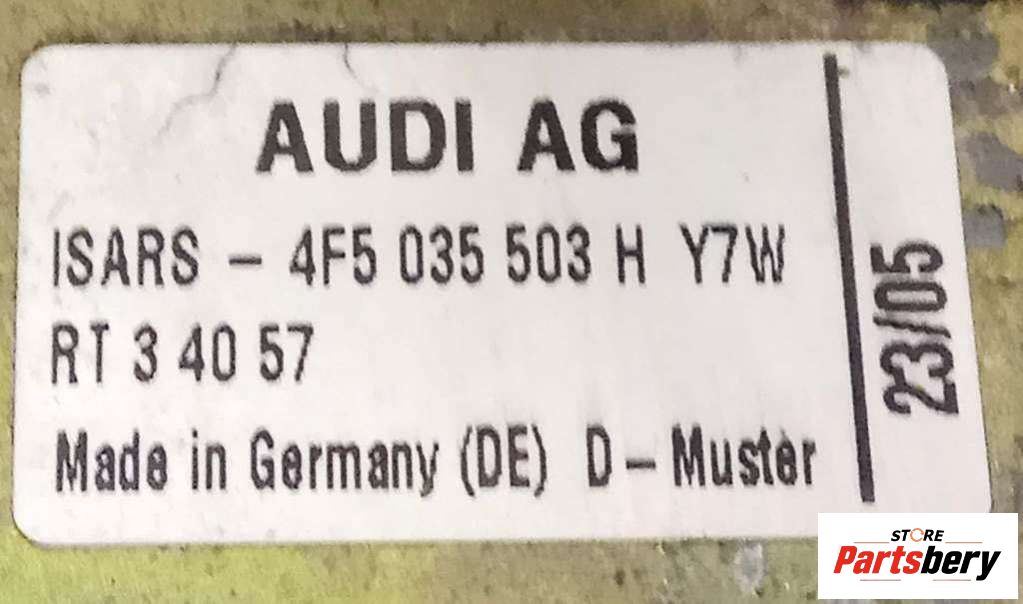 AUDI AG
ISARS - 4F5 035 503 H Y7W
RT 3 40 57
Made in Germany (DE) D - Muster
23/05
STORE
Partsbery